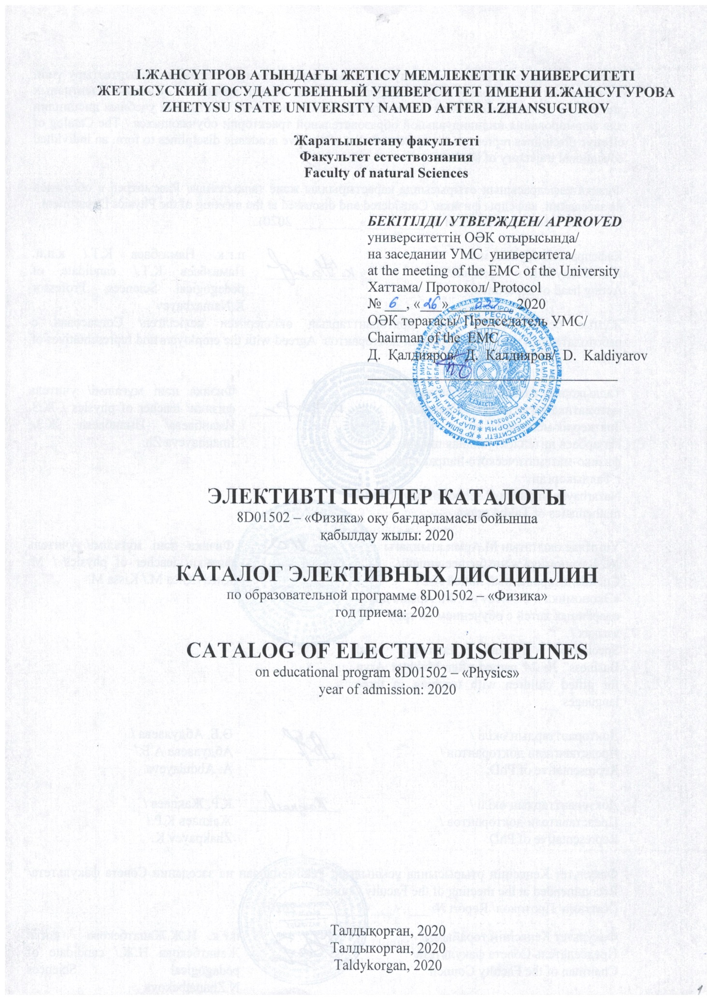 І.ЖАНСҮГІРОВ АТЫНДАҒЫ ЖЕТІСУ МЕМЛЕКЕТТІК УНИВЕРСИТЕТІ
ЖЕТЫСУСКИЙ ГОСУДАРСТВЕННЫЙ УНИВЕРСИТЕТ ИМЕНИ И.ЖАНСУГУРОВА
ZHETYSU STATE UNIVERSITY NAMED AFTER I.ZHANSUGUROV
Жаратылыстану факультеті
Факультет естествознания
Faculty of natural Sciences
БЕКІТІЛДІ/ УТВЕРЖДЕН/ APPROVED
университеттің ОӘК отырысында/
на заседании УМС университета/
at the meeting of the EMC of the University
Хаттама/ Протокол/ Protocol
№ 6, «26» 2020
ОӘК төрағасы/ Председатель УМС/
Chairman of the EMC
Д. Қалдияров/ Д. Калдияров/ D. Kaldiyarov
ЭЛЕКТИВТІ ПӘНДЕР КАТАЛОГЫ
8D01502 – «Физика» оқу бағдарламасы бойынша
қабылдау жылы: 2020
КАТАЛОГ ЭЛЕКТИВНЫХ ДИСЦИПЛИН
по образовательной программе 8D01502 – «Физика»
год приема: 2020
CATALOG OF ELECTIVE DISCIPLINES
on educational program 8D01502 – «Physics»
year of admission: 2020
Талдықорған, 2020
Талдыкорган, 2020
Taldykorgan, 2020
1